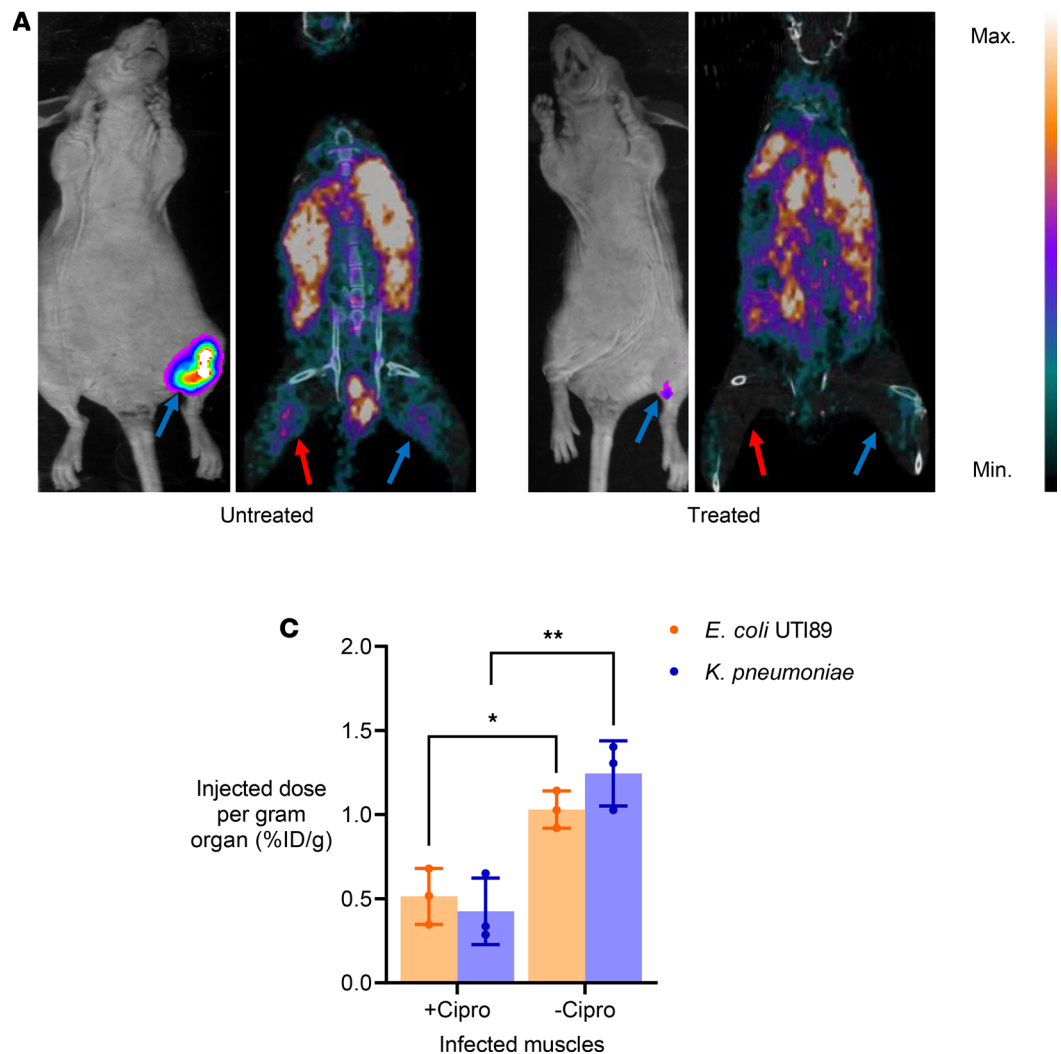 A
Max.
Min.
Untreated
Treated
C
E. coli UTI89
K. pneumoniae
2.0
1.5
1.0
0.5
0.0
**
*
Injected dose
per gram
organ (%ID/g)
+Cipro
-Cipro
Infected muscles